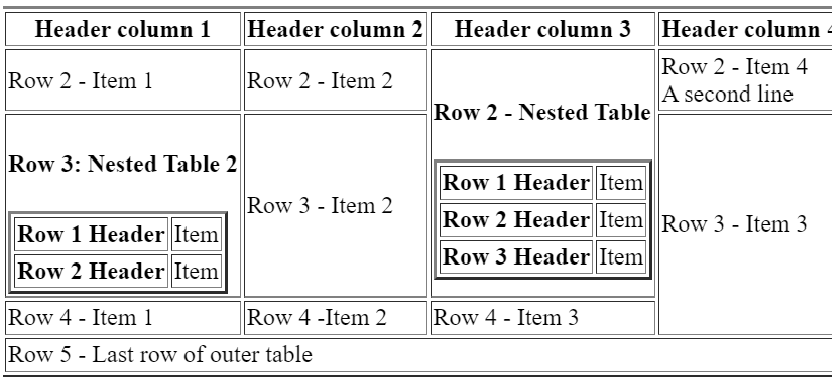 Header column 1 Header column 2 Header column 3 Header column
Row 2 - Item 1
Row 2 - Item 2
Row 2 - Nested Table
Row 1 Header Item
Row 2 Header Item
Row 3 Header Item
Row 2 - Item 4
A second line
Row 3: Nested Table 2
Row 1 Header Item
Row 2 Header Item
Row 3 - Item 2
Row 3 - Item 3
Row 4 - Item 1
Row 4 -Item 2
Row 4 - Item 3
Row 5 - Last row of outer table